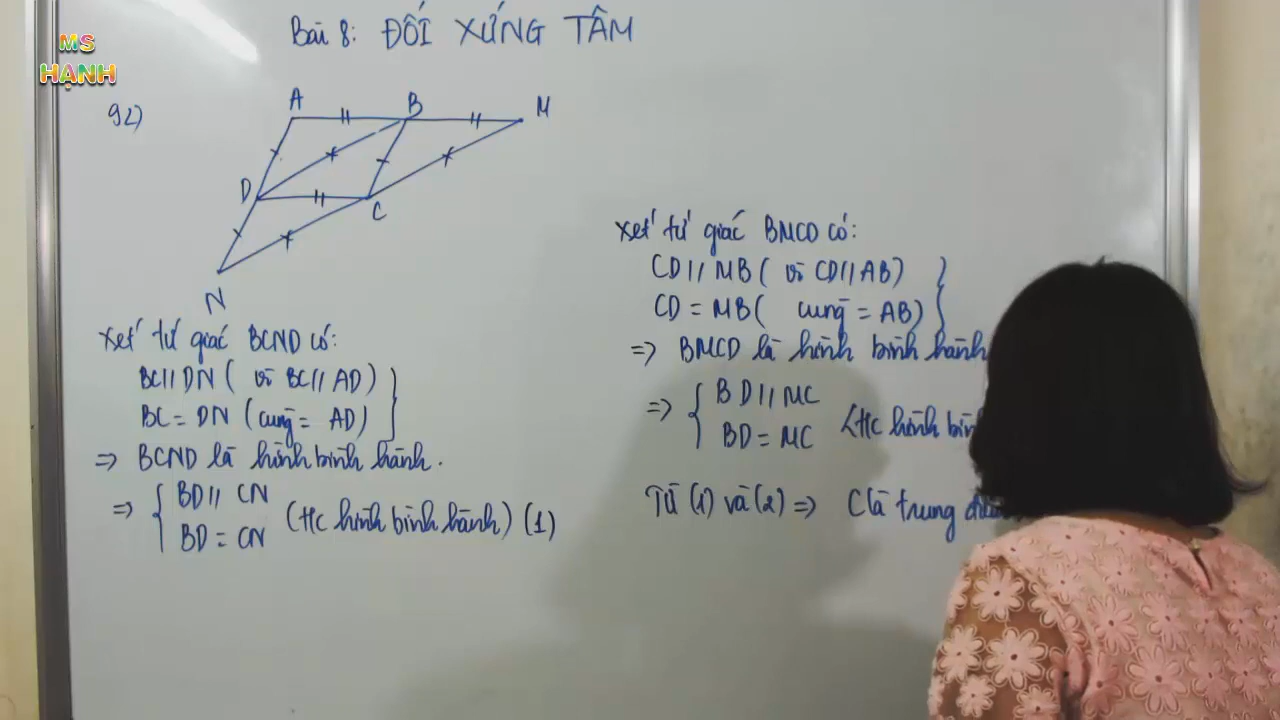 MS
HẠNH
Bài 8: ĐỐI XỨNG TÂM
92)
A
B
M
D
C
N
Xét tứ giác BCND có:
BC // DN ( vì BC // AD )
BC = DN ( cùng = AD )
=> BCND là hình bình hành.
=> BD // CN
BD = CN
(t/c hình bình hành) (1)
Xét tứ giác BMCD có:
CD // MB ( vì CD // AB )
CD = MB ( cùng = AB )
=> BMCD là hình bình hành
=> BD // MC
BD = MC
(t/c hình
Từ (1) và (2) => C là trung